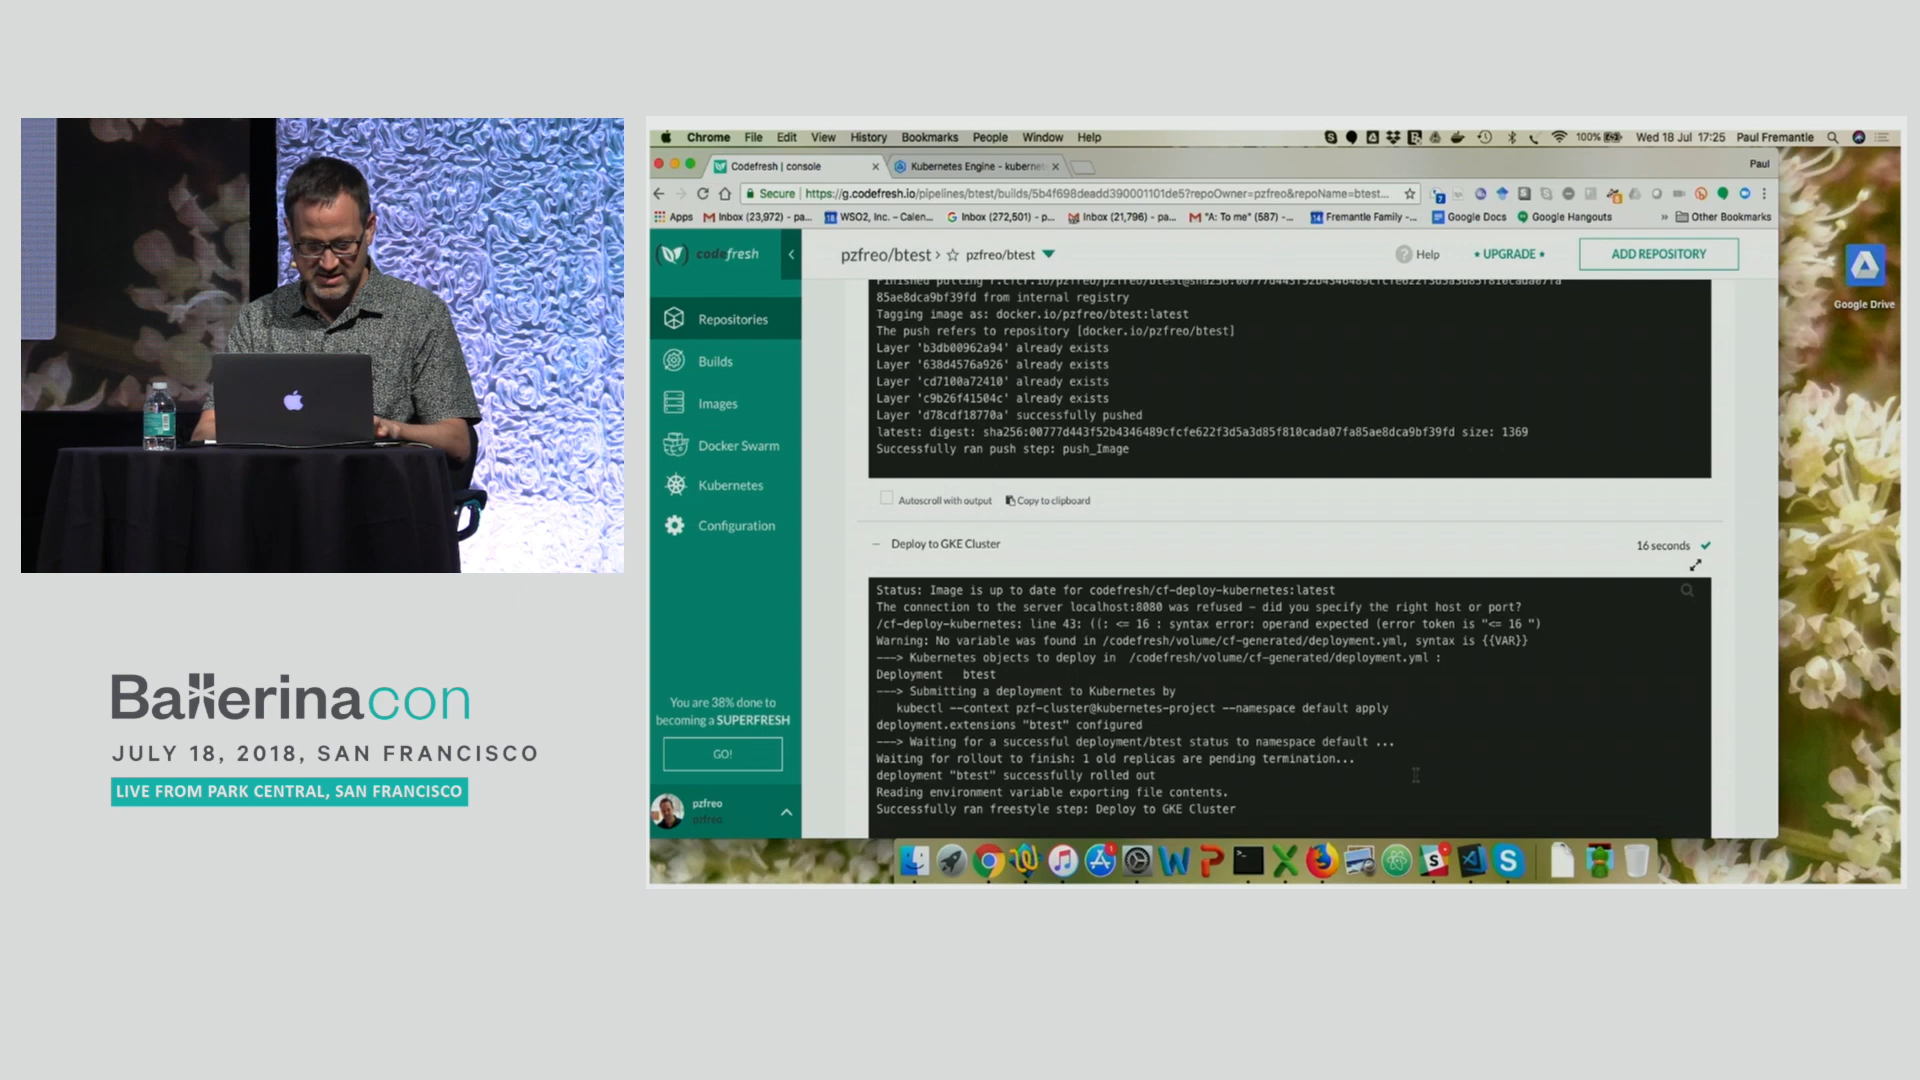 Chrome File Edit View History Bookmarks People Window Help
100% Wed 18 Jul 17:25 Paul Fremantle
Codefresh | console
Kubernetes Engine - kubernet
Paul
Secure | https://g.codefresh.io/pipelines/btest/builds/5b4f698deadd390001101de5?repoOwner=pzfreo&repoName=btest...
Apps Inbox (23,972) - pa... WSO2, Inc. – Calen... Inbox (272,501) - p... Inbox (21,796) - pa... "A: To me" (587) -... Fremantle Family -... Google Docs Google Hangouts » Other Bookmarks
codefresh
pzfreo/btest › pzfreo/btest
Help
• UPGRADE •
ADD REPOSITORY
Repositories
Builds
Images
Docker Swarm
Kubernetes
Configuration
You are 38% done to
becoming a SUPERFRESH
GO!
pzfreo
pzfreo
85ae8dca9bf39fd from internal registry
Tagging image as: docker.io/pzfreo/btest:latest
The push refers to repository [docker.io/pzfreo/btest]
Layer 'b3db00962a94' already exists
Layer '638d4576a926' already exists
Layer 'cd7100a72410' already exists
Layer 'c9b26f41504c' already exists
Layer 'd78cdf18770a' successfully pushed
latest: digest: sha256:00777d443f52b4346489cfcfe622f3d5a3d85f810cada07fa85ae8dca9bf39fd size: 1369
Successfully ran push step: push_Image
Autoscroll with output Copy to clipboard
Deploy to GKE Cluster
16 seconds
Status: Image is up to date for codefresh/cf-deploy-kubernetes:latest
The connection to the server localhost:8080 was refused – did you specify the right host or port?
/cf-deploy-kubernetes: line 43: ((: <= 16 : syntax error: operand expected (error token is "<= 16 ")
Warning: No variable was found in /codefresh/volume/cf-generated/deployment.yml, syntax is {{VAR}}
---> Kubernetes objects to deploy in /codefresh/volume/cf-generated/deployment.yml :
Deployment btest
---> Submitting a deployment to Kubernetes by
kubectl --context pzf-cluster@kubernetes-project --namespace default apply
deployment.extensions "btest" configured
---> Waiting for a successful deployment/btest status to namespace default ...
Waiting for rollout to finish: 1 old replicas are pending termination...
deployment "btest" successfully rolled out
Reading environment variable exporting file contents.
Successfully ran freestyle step: Deploy to GKE Cluster
Google Drive
Ballerinacon
JULY 18, 2018, SAN FRANCISCO
LIVE FROM PARK CENTRAL, SAN FRANCISCO